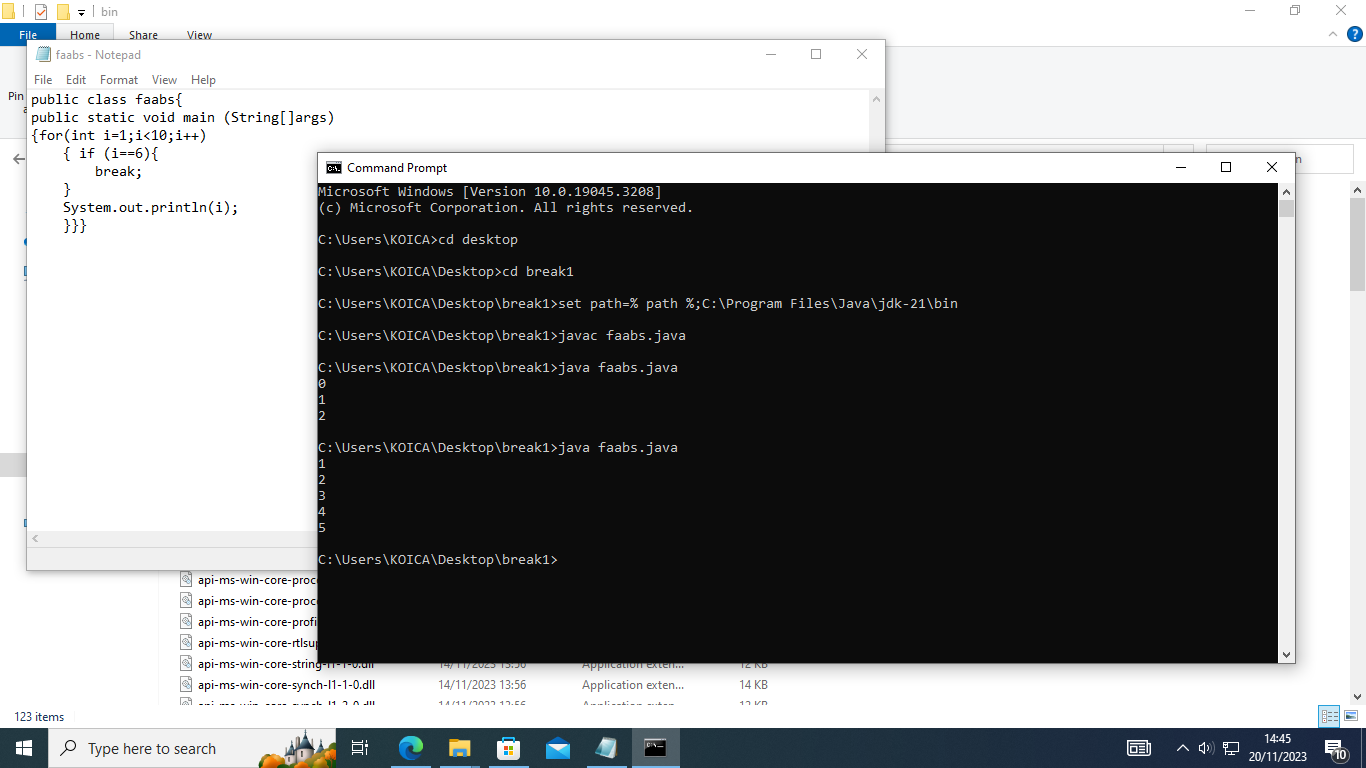 bin
File Home Share View
faabs - Notepad
File Edit Format View Help
Pin
public class faabs{
public static void main (String[]args)
{for(int i=1;i<10;i++)
{ if (i==6){
break;
}
System.out.println(i);
}}}
Command Prompt
Microsoft Windows [Version 10.0.19045.3208]
(c) Microsoft Corporation. All rights reserved.
C:\Users\KOICA>cd desktop
C:\Users\KOICA\Desktop>cd break1
C:\Users\KOICA\Desktop\break1>set path=% path %;C:\Program Files\Java\jdk-21\bin
C:\Users\KOICA\Desktop\break1>javac faabs.java
C:\Users\KOICA\Desktop\break1>java faabs.java
0
1
2
C:\Users\KOICA\Desktop\break1>java faabs.java
1
2
3
4
5
C:\Users\KOICA\Desktop\break1>
api-ms-win-core-proc
api-ms-win-core-proc
api-ms-win-core-profi
api-ms-win-core-rtlsup
api-ms-win-core-string-l1-1-0.dll 14/11/2023 13:56 Application exten... 12 KB
api-ms-win-core-synch-l1-1-0.dll 14/11/2023 13:56 Application exten... 14 KB
123 items
Type here to search
14:45
20/11/2023
10